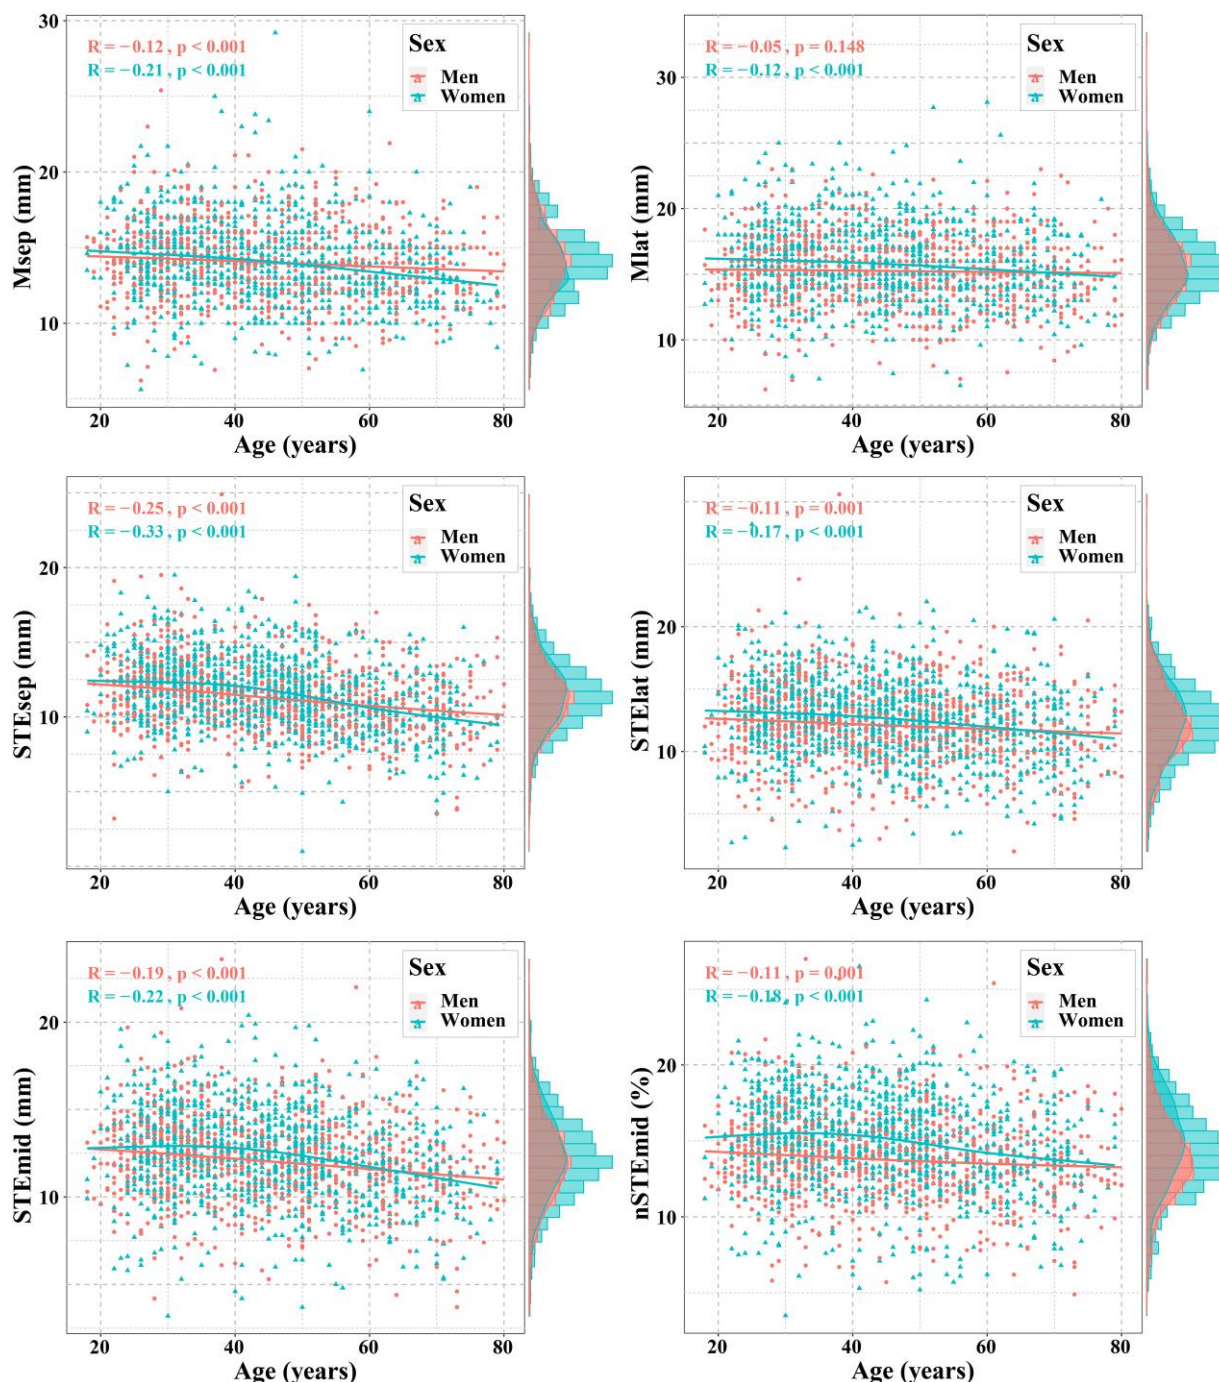 R = −0.12 , p < 0.001
R = −0.21 , p < 0.001
Sex
a Men
a Women
30
20
10
Msep (mm)
20 40 60 80
Age (years)
R = −0.05 , p = 0.148
R = −0.12 , p < 0.001
Sex
a Men
a Women
30
20
10
Mlat (mm)
20 40 60 80
Age (years)
R = −0.25 , p < 0.001
R = −0.33 , p < 0.001
Sex
a Men
a Women
20
10
STEsep (mm)
20 40 60 80
Age (years)
R = −0.11 , p = 0.001
R = −0.17 , p < 0.001
Sex
a Men
a Women
20
10
STElat (mm)
20 40 60 80
Age (years)
R = −0.19 , p < 0.001
R = −0.22 , p < 0.001
Sex
a Men
a Women
20
10
STEmid (mm)
20 40 60 80
Age (years)
R = −0.11 , p = 0.001
R = −0.18 , p < 0.001
Sex
a Men
a Women
20
10
nSTEmid (%)
20 40 60 80
Age (years)